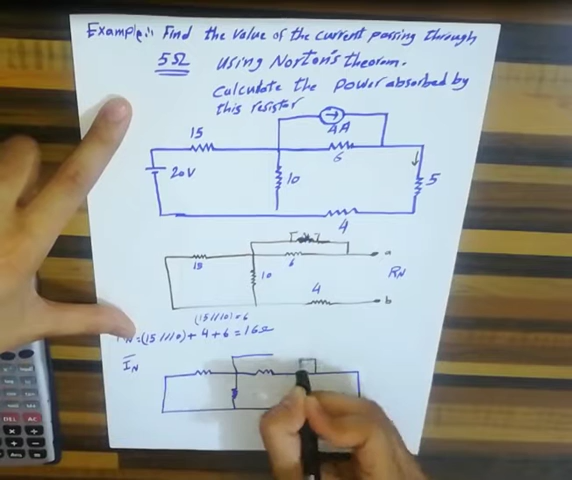 Example:. Find the value of the current passing through
5Ω using Norton's theorem.
Calculate the power absorbed by
this resistor
4A
15
6
20V
10
5
4
15
6
a
10
RN
4
b
(15//10)=6
=(15//10)+4+6=16Ω
IN
DEL AC